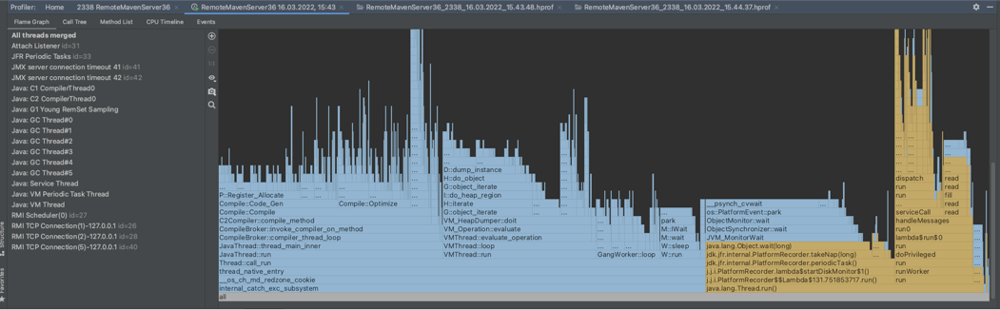 Profiler: Home 2338 RemoteMavenServer36 RemoteMavenServer36 16.03.2022, 15:43 RemoteMavenServer36_2338_16.03.2022_15.43.48.hprof RemoteMavenServer36_2338_16.03.2022_15.44.37.hprof
Flame Graph Call Tree Method List CPU Timeline Events
All threads merged
Attach Listener id=31
JFR Periodic Tasks id=33
JMX server connection timeout 41 id=41
JMX server connection timeout 42 id=42
Java: C1 CompilerThread0
Java: C2 CompilerThread0
Java: G1 Young RemSet Sampling
Java: GC Thread#0
Java: GC Thread#1
Java: GC Thread#2
Java: GC Thread#3
Java: GC Thread#4
Java: GC Thread#5
Java: Service Thread
Java: VM Periodic Task Thread
Java: VM Thread
RMI Scheduler(0) id=27
RMI TCP Connection(1)-127.0.0.1 id=26
RMI TCP Connection(2)-127.0.0.1 id=28
RMI TCP Connection(5)-127.0.0.1 id=40
Structure
Favorites
1:1
D::dump_instance
H::do_object dispatch read
G::object_iterate run read
P::Register_Allocate ... H::do_heap_region run fill
Compile::Code_Gen Compile::Optimize H::iterate __psynch_cvwait ... read
Compile::Compile G::object_iterate os::PlatformEvent::park serviceCall read
C2Compiler::compile_method VM_HeapDumper::doit park ObjectMonitor::wait handleMessages
CompileBroker::invoke_compiler_on_method VM_Operation::evaluate M::IWait ObjectSynchronizer::wait run0
CompileBroker::compiler_thread_loop VMThread::evaluate_operation M::wait JVM_MonitorWait lambda$run$0
JavaThread::thread_main_inner VMThread::loop W::sleep java.lang.Object.wait(long) run
JavaThread::run VMThread::run GangWorker::loop W::run jdk.jfr.internal.PlatformRecorder.takeNap(long) doPrivileged
Thread::call_run jdk.jfr.internal.PlatformRecorder.periodicTask() run
thread_native_entry j.j.i.PlatformRecorder.lambda$startDiskMonitor$1() runWorker
__os_ch_md_redzone_cookie j.j.i.PlatformRecorder$$Lambda$131.751853717.run() run
internal_catch_exc_subsystem java.lang.Thread.run()
all